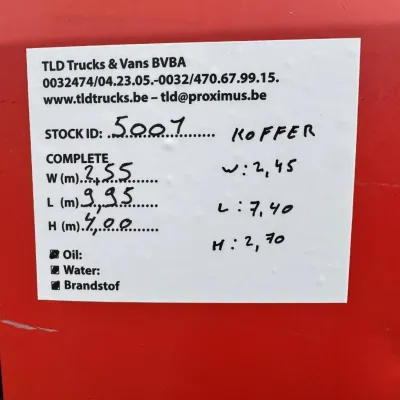 TLD Trucks & Vans BVBA
0032474/04.23.05.-0032/470.67.99.15.
www.tldtrucks.be – tld@proximus.be
STOCK ID: 5001
COMPLETE
W (m) 2,55
L (m) 9,95
H (m) 4,00
Oil:
Water:
Brandstof
KOFFER
W: 2,45
L: 7,40
H: 2,70